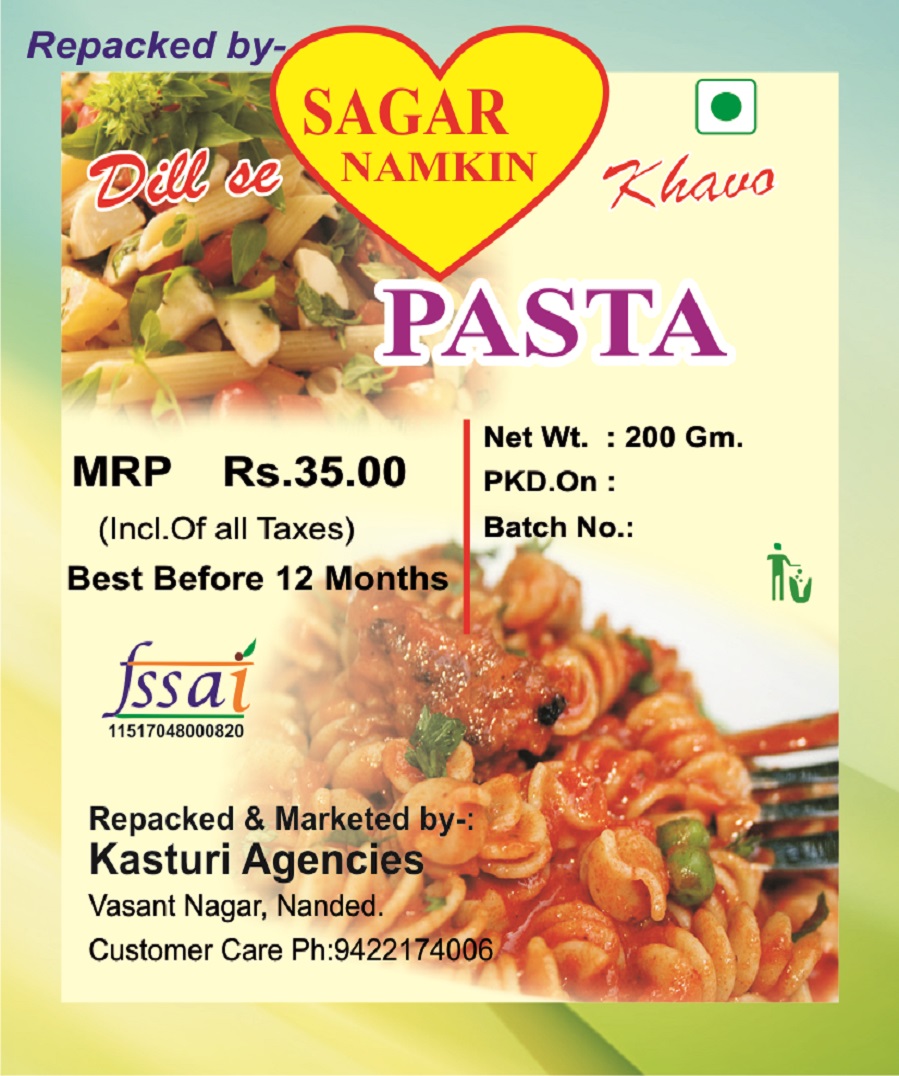 Repacked by-
SAGAR
NAMKIN
Dill se
Khavo
PASTA
MRP Rs.35.00
(Incl.Of all Taxes)
Best Before 12 Months
Net Wt. : 200 Gm.
PKD.On :
Batch No.:
fssai
11517048000820
Repacked & Marketed by-:
Kasturi Agencies
Vasant Nagar, Nanded.
Customer Care Ph:9422174006